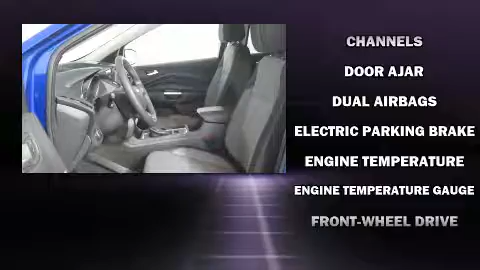 CHANNELS
DOOR AJAR
DUAL AIRBAGS
ELECTRIC PARKING BRAKE
ENGINE TEMPERATURE
ENGINE TEMPERATURE GAUGE
FRONT-WHEEL DRIVE